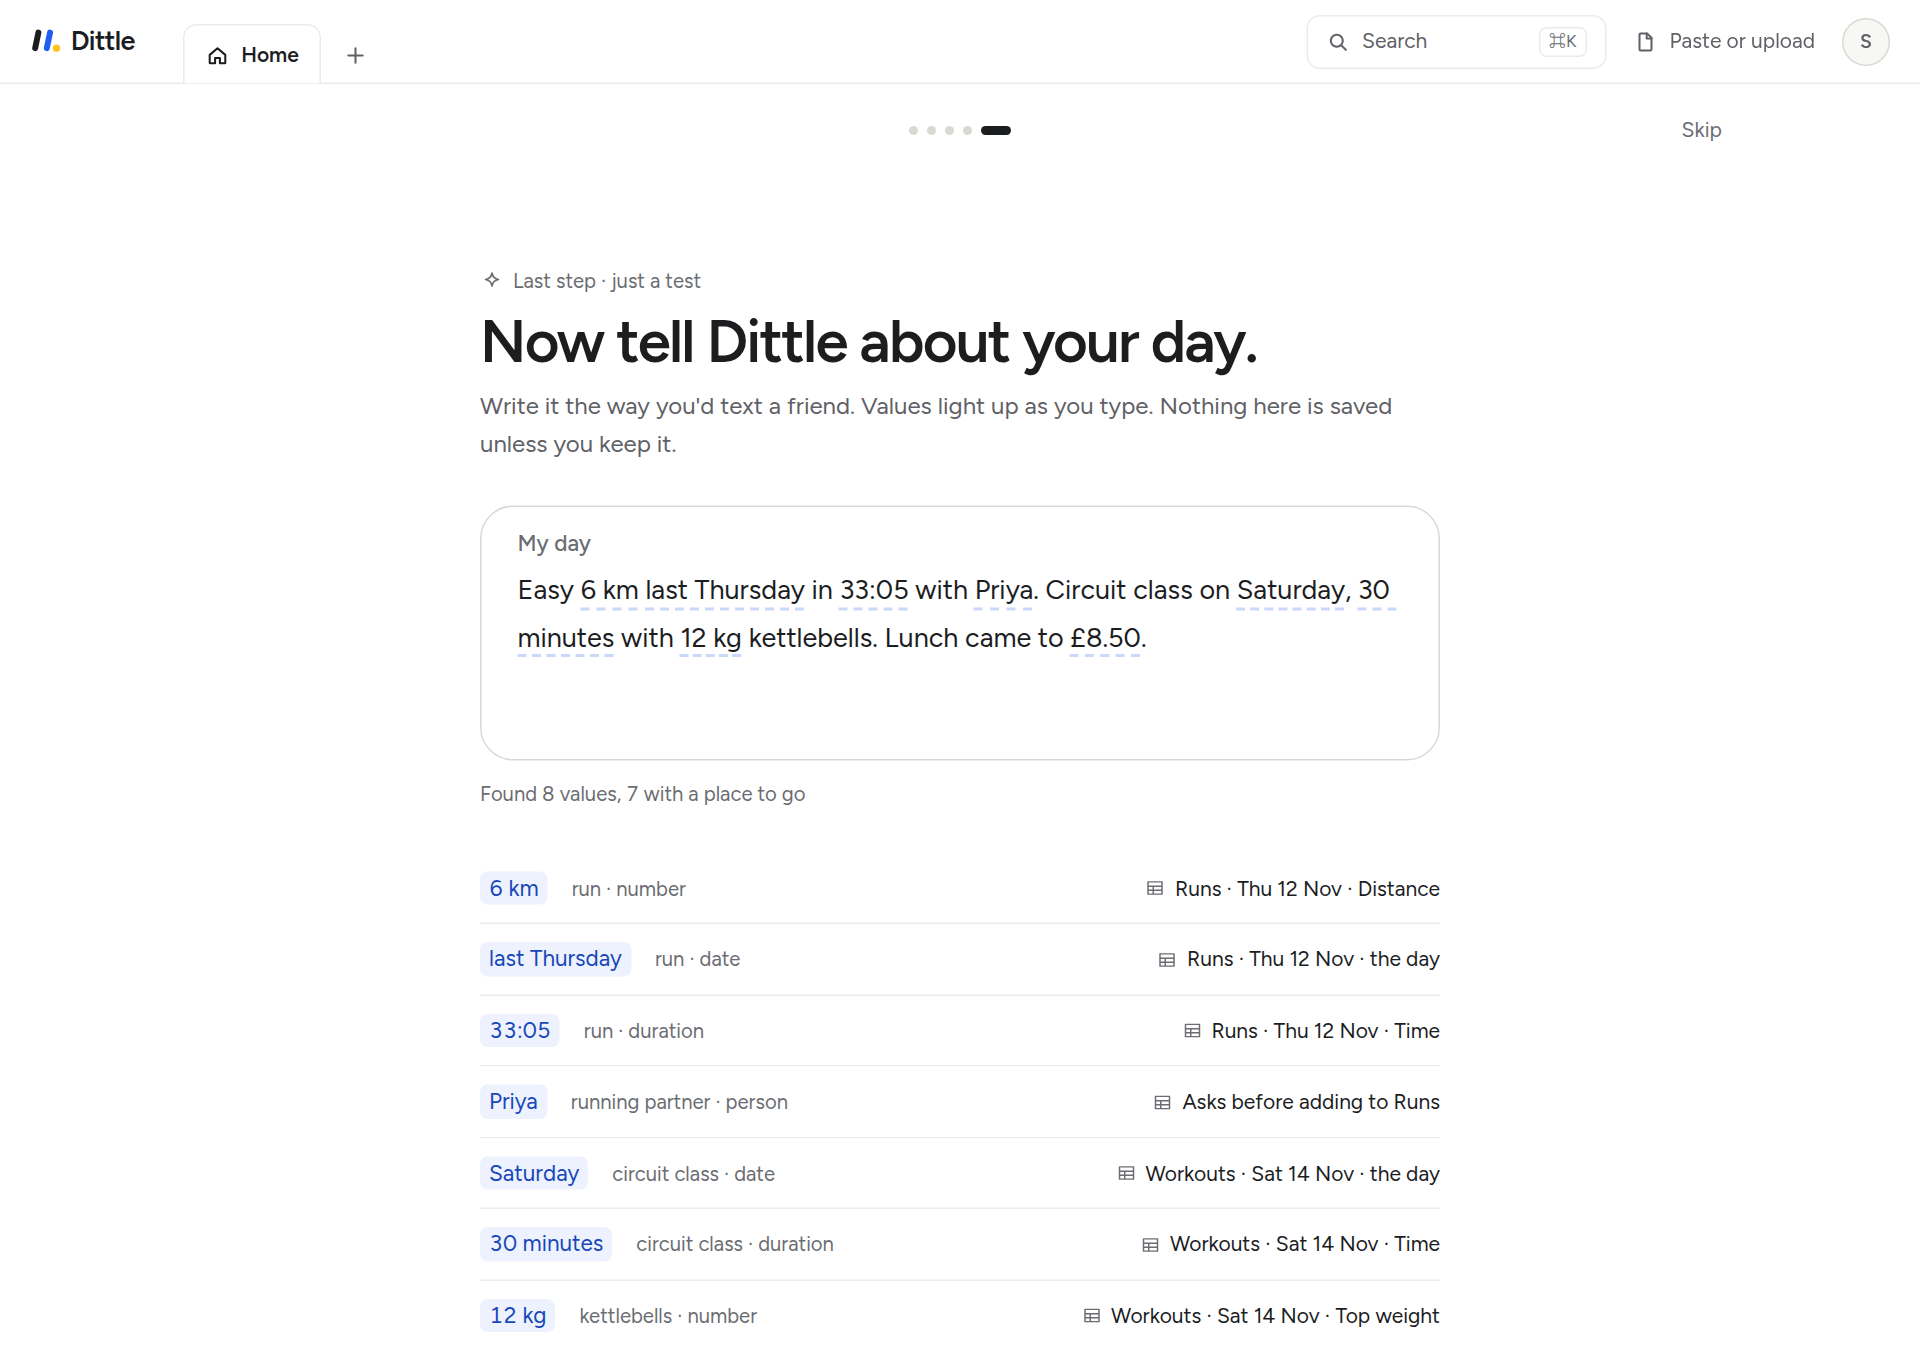 Dittle
Home
Search
⌘K
Paste or upload
S
Skip
Last step · just a test
Now tell Dittle about your day.
Write it the way you'd text a friend. Values light up as you type. Nothing here is saved
unless you keep it.
My day
Easy 6 km last Thursday in 33:05 with Priya. Circuit class on Saturday, 30
minutes with 12 kg kettlebells. Lunch came to £8.50.
Found 8 values, 7 with a place to go
6 km run · number Runs · Thu 12 Nov · Distance
last Thursday run · date Runs · Thu 12 Nov · the day
33:05 run · duration Runs · Thu 12 Nov · Time
Priya running partner · person Asks before adding to Runs
Saturday circuit class · date Workouts · Sat 14 Nov · the day
30 minutes circuit class · duration Workouts · Sat 14 Nov · Time
12 kg kettlebells · number Workouts · Sat 14 Nov · Top weight